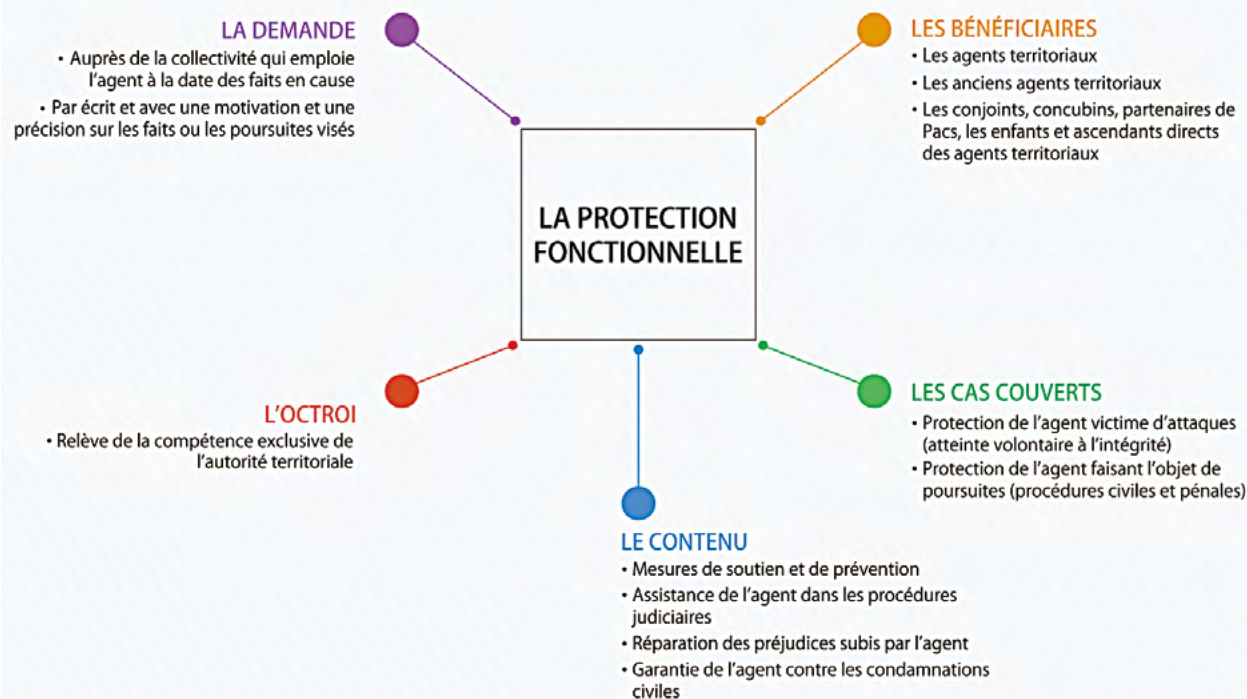 LA DEMANDE
• Auprès de la collectivité qui emploie
l'agent à la date des faits en cause
• Par écrit et avec une motivation et une
précision sur les faits ou les poursuites visés
LES BÉNÉFICIAIRES
• Les agents territoriaux
• Les anciens agents territoriaux
• Les conjoints, concubins, partenaires de
Pacs, les enfants et ascendants directs
des agents territoriaux
LA PROTECTION
FONCTIONNELLE
L'OCTROI
• Relève de la compétence exclusive de
l'autorité territoriale
LES CAS COUVERTS
• Protection de l'agent victime d'attaques
(atteinte volontaire à l'intégrité)
• Protection de l'agent faisant l'objet de
poursuites (procédures civiles et pénales)
LE CONTENU
• Mesures de soutien et de prévention
• Assistance de l'agent dans les procédures
judiciaires
• Réparation des préjudices subis par l'agent
• Garantie de l'agent contre les condamnations
civiles